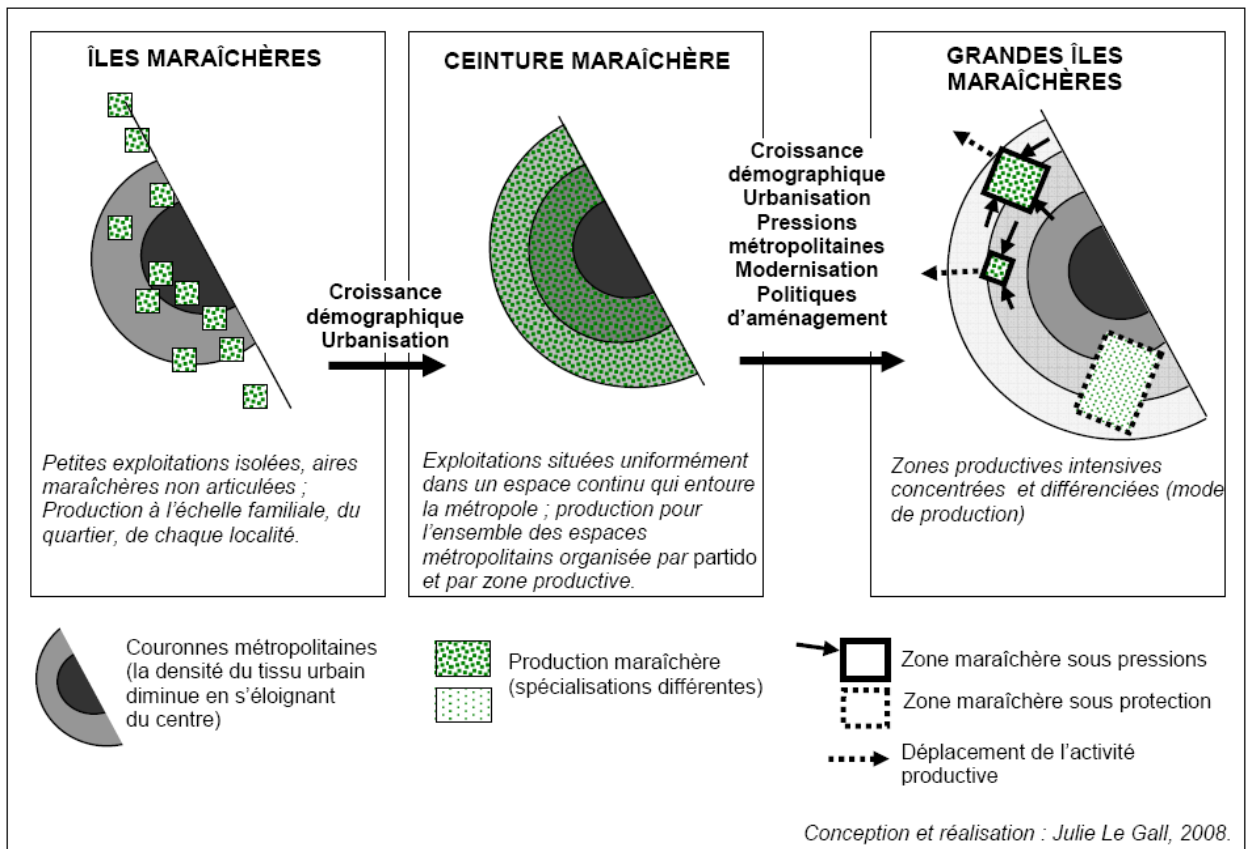 ÎLES MARAÎCHÈRES
Petites exploitations isolées, aires
maraîchères non articulées ;
Production à l'échelle familiale, du
quartier, de chaque localité.
Croissance
démographique
Urbanisation
CEINTURE MARAÎCHÈRE
Exploitations situées uniformément
dans un espace continu qui entoure
la métropole ; production pour
l'ensemble des espaces
métropolitains organisée par partido
et par zone productive.
Croissance
démographique
Urbanisation
Pressions
métropolitaines
Modernisation
Politiques
d'aménagement
GRANDES ÎLES
MARAÎCHÈRES
Zones productives intensives
concentrées et différenciées (mode
de production)
Couronnes métropolitaines
(la densité du tissu urbain
diminue en s'éloignant
du centre)
Production maraîchère
(spécialisations différentes)
Zone maraîchère sous pressions
Zone maraîchère sous protection
Déplacement de l'activité
productive
Conception et réalisation : Julie Le Gall, 2008.